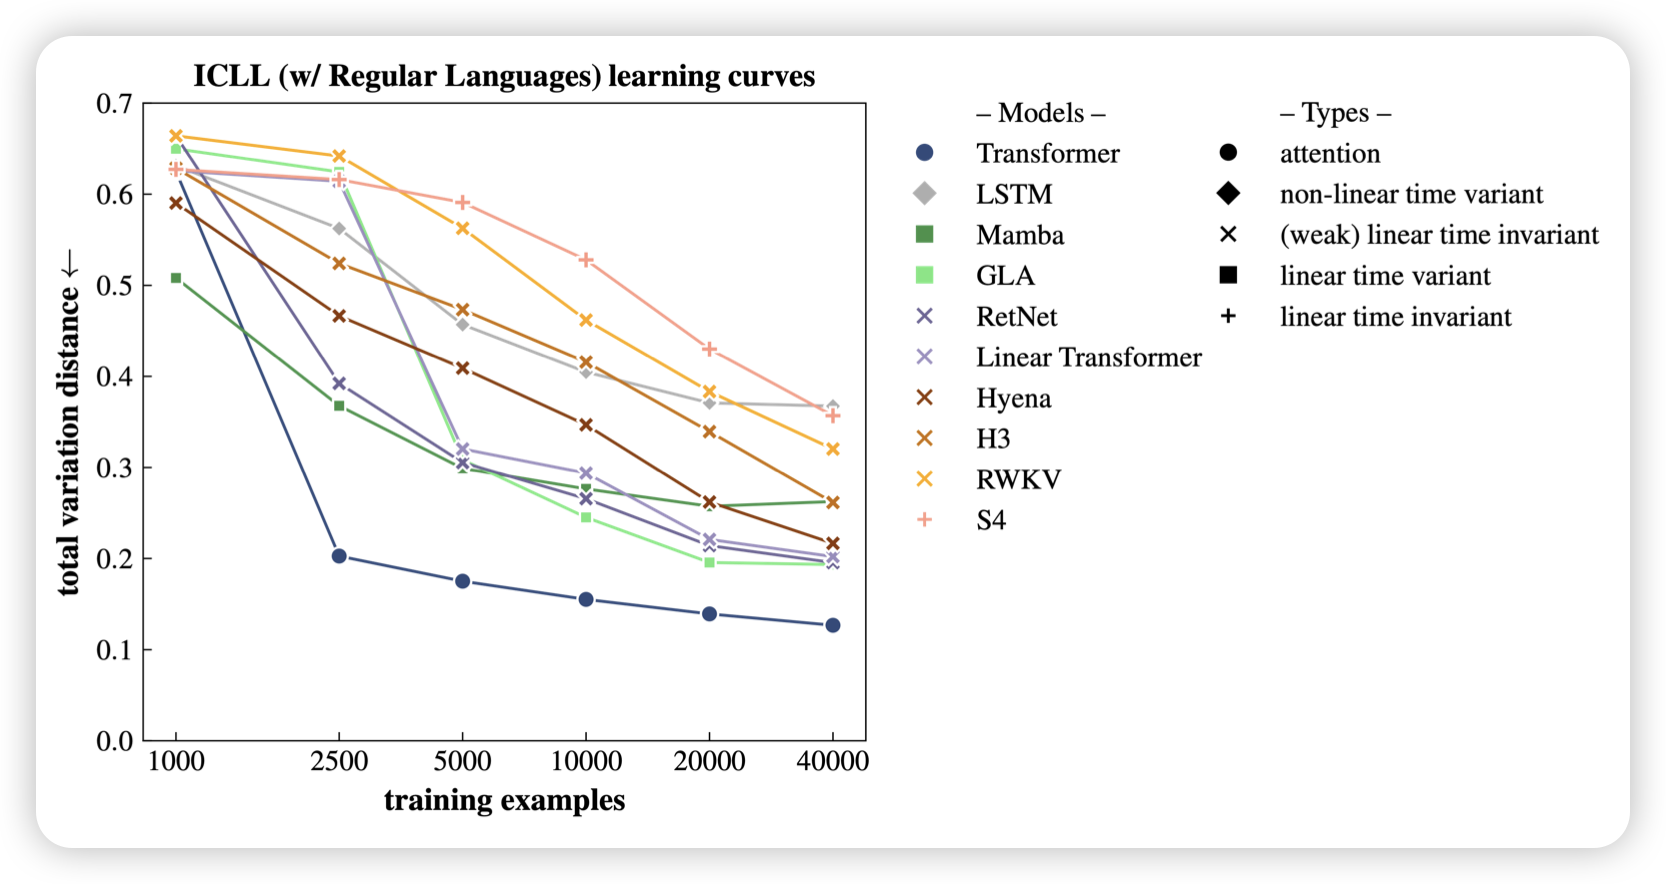 ICLL (w/ Regular Languages) learning curves
total variation distance ←
0.7
0.6
0.5
0.4
0.3
0.2
0.1
0.0
1000 2500 5000 10000 20000 40000
training examples
– Models –
Transformer
LSTM
Mamba
GLA
RetNet
Linear Transformer
Hyena
H3
RWKV
S4
– Types –
attention
non-linear time variant
(weak) linear time invariant
linear time variant
linear time invariant